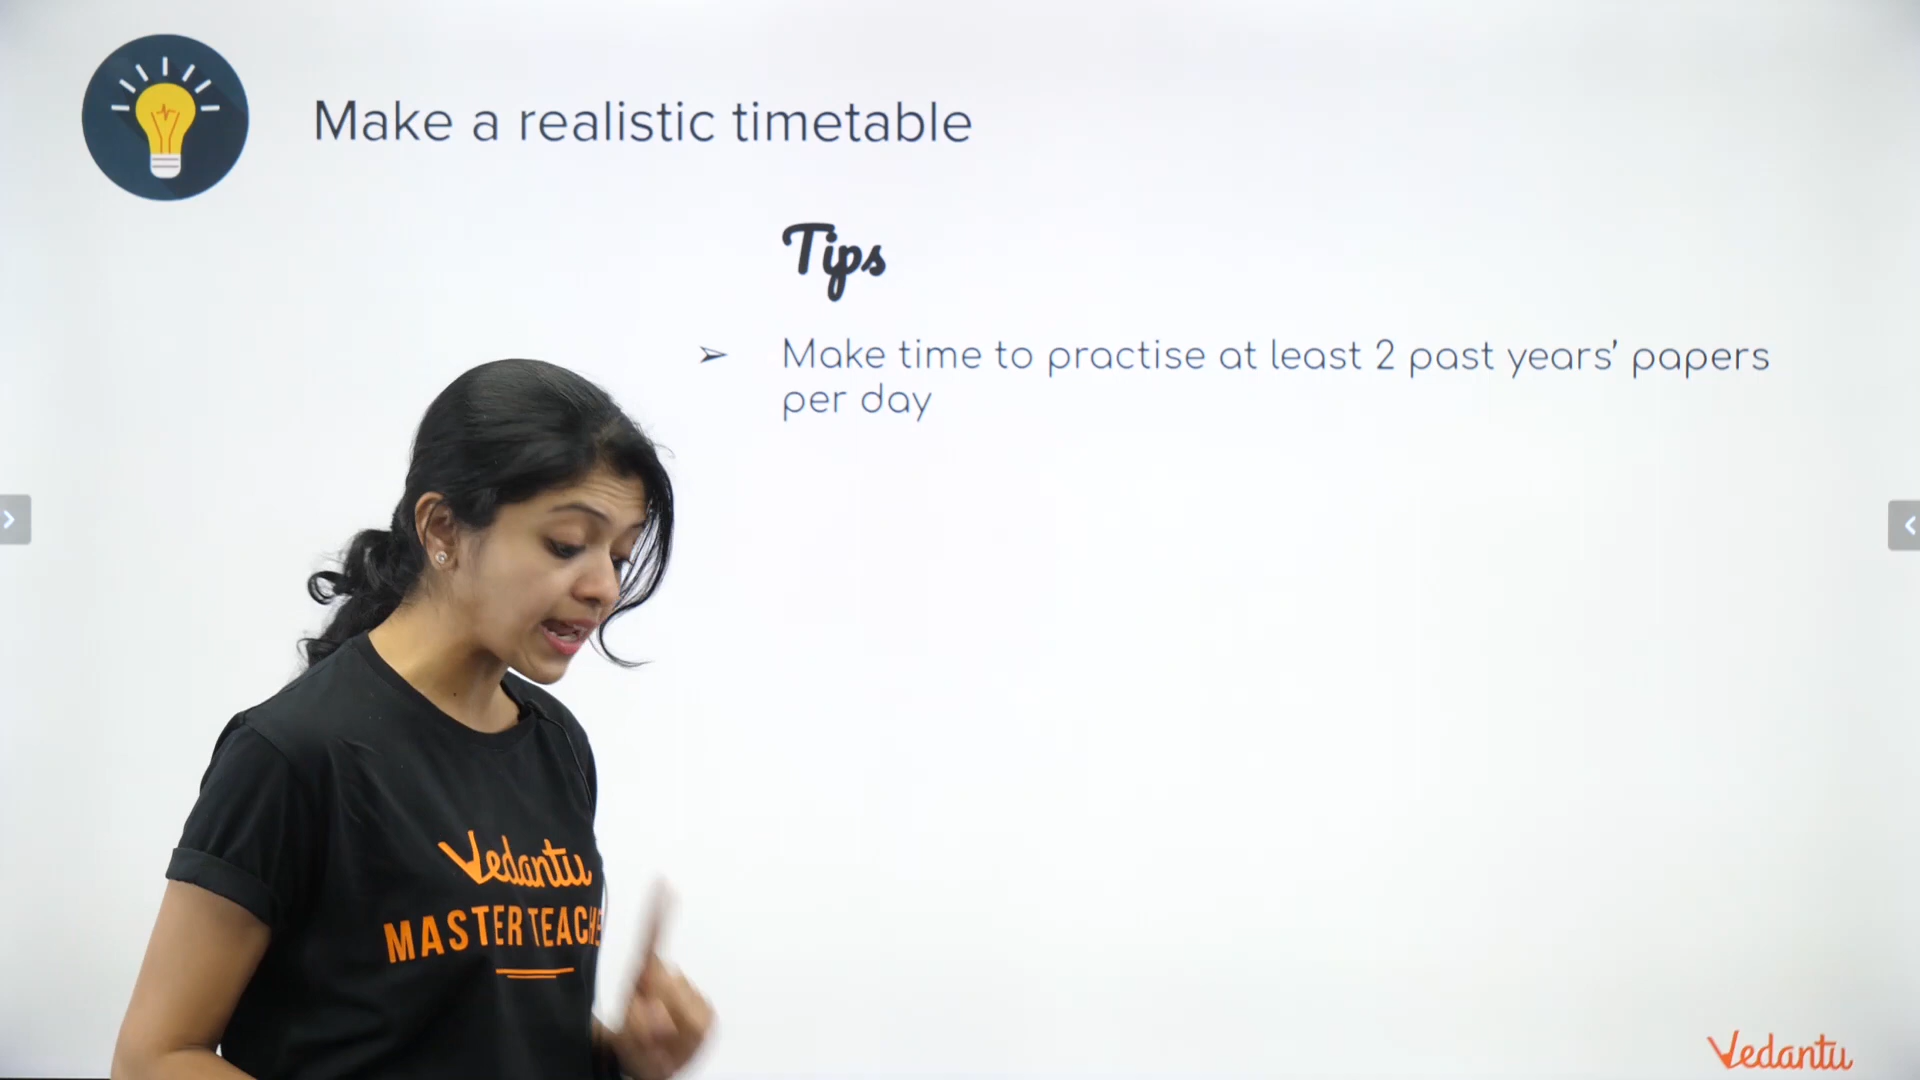 Make a realistic timetable
Tips
➢ Make time to practise at least 2 past years’ papers
per day
Vedantu
MASTER TEACHE
Vedantu